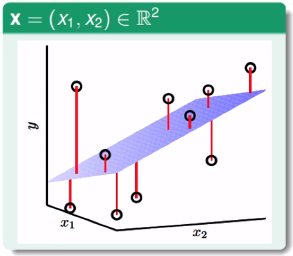 x = (x₁, x₂) ∈ ℝ²
y
x₁
x₂